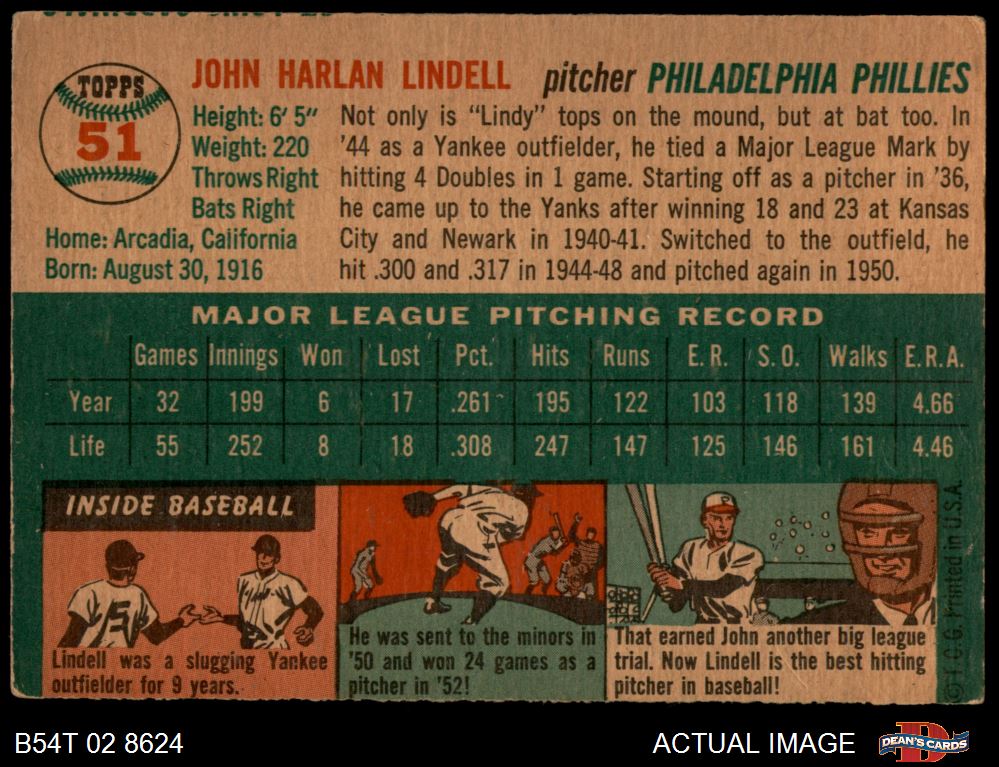 TOPPS
51
JOHN HARLAN LINDELL pitcher PHILADELPHIA PHILLIES
Height: 6' 5"
Weight: 220
Throws Right
Bats Right
Home: Arcadia, California
Born: August 30, 1916
Not only is "Lindy" tops on the mound, but at bat too. In
'44 as a Yankee outfielder, he tied a Major League Mark by
hitting 4 Doubles in 1 game. Starting off as a pitcher in '36,
he came up to the Yanks after winning 18 and 23 at Kansas
City and Newark in 1940-41. Switched to the outfield, he
hit .300 and .317 in 1944-48 and pitched again in 1950.
MAJOR LEAGUE PITCHING RECORD
Games Innings Won Lost Pct. Hits Runs E.R. S.O. Walks E.R.A.
Year 32 199 6 17 .261 195 122 103 118 139 4.66
Life 55 252 8 18 .308 247 147 125 146 161 4.46
INSIDE BASEBALL
5
Lindell was a slugging Yankee
outfielder for 9 years.
He was sent to the minors in
'50 and won 24 games as a
pitcher in '52!
P
That earned John another big league
trial. Now Lindell is the best hitting
pitcher in baseball!
© T. C. G. Printed in U.S.A.
B54T 02 8624
ACTUAL IMAGE
D
DEAN'S CARDS